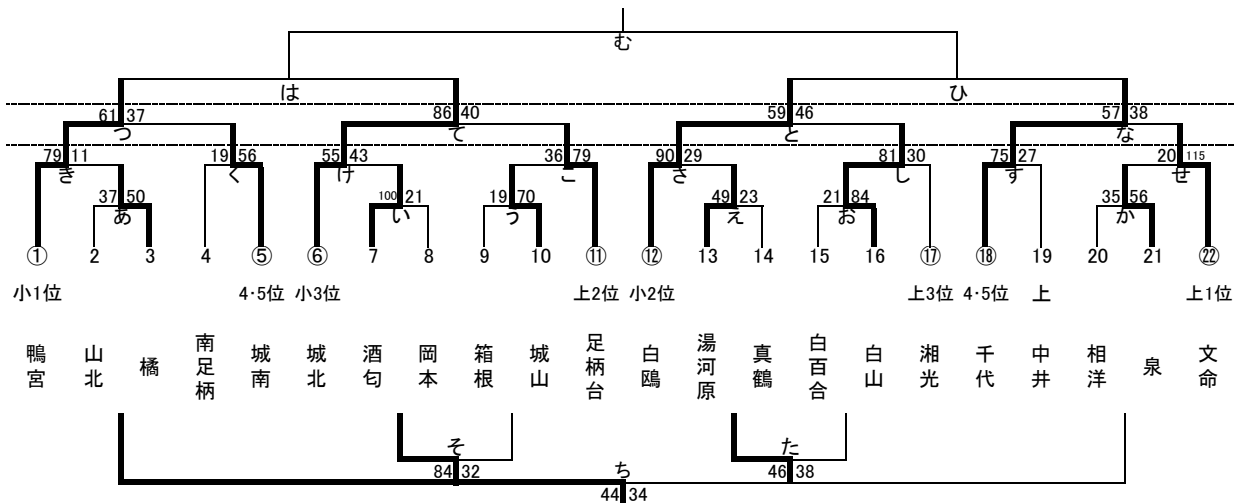 む
は ひ
61 37 86 40 59 46 57 38
つ て と な
79 11 19 56 55 43 36 79 90 29 81 30 75 27 20 115
き く け こ さ し す せ
37 50 100 21 19 70 49 23 21 84 35 56
あ い う え お か
① 2 3 4 ⑤ ⑥ 7 8 9 10 ⑪ ⑫ 13 14 15 16 ⑰ ⑱ 19 20 21 ㉒
小1位 4・5位 小3位 上2位 小2位 上3位 4・5位 上 上1位
鴨宮 山北 橘 南足柄 城南 城北 酒匂 岡本 箱根 城山 足柄台 白鴎 湯河原 真鶴 白百合 白山 湘光 千代 中井 相洋 泉 文命
そ た
84 32 ち 46 38
44 34